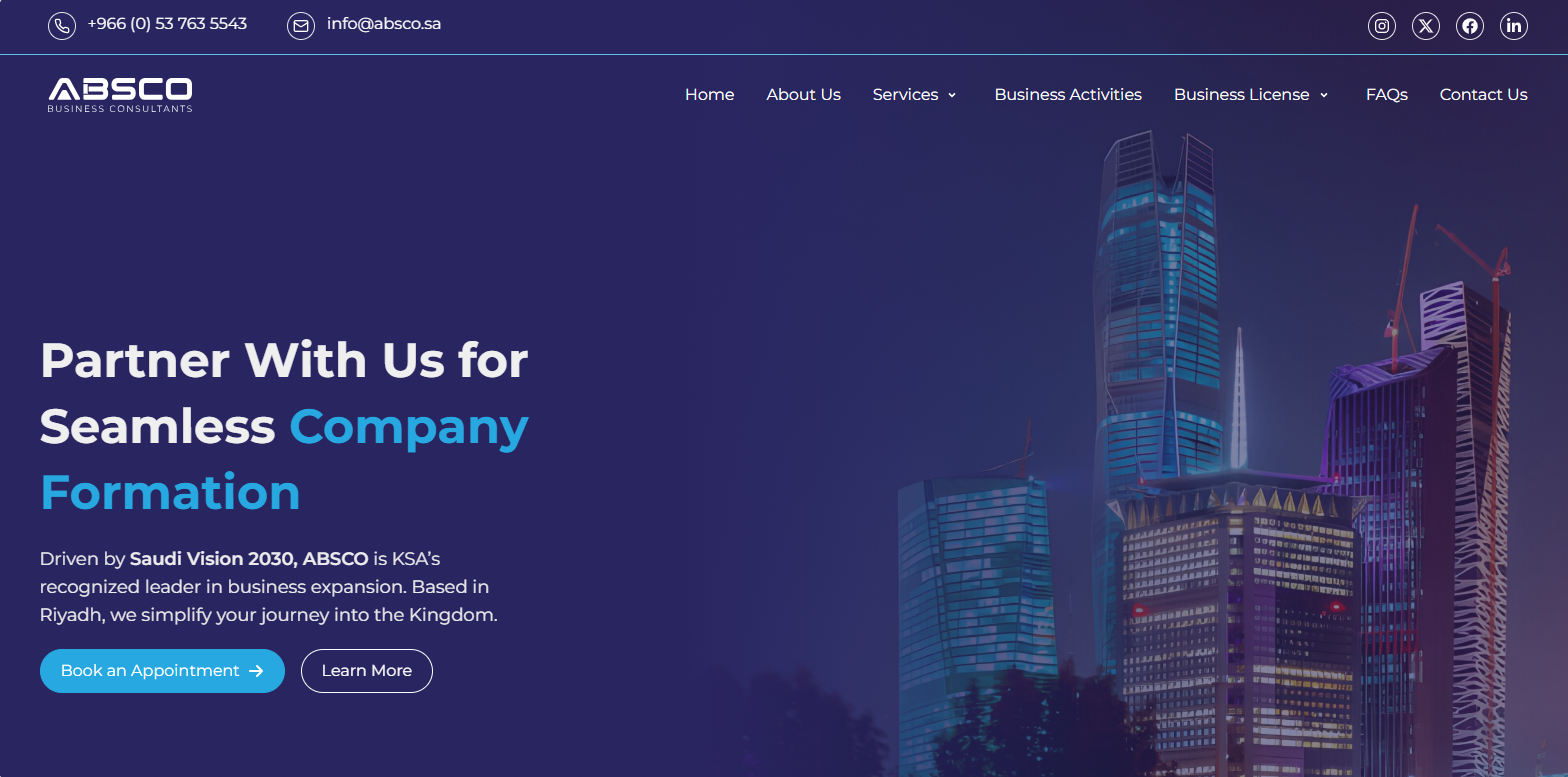 +966 (0) 53 763 5543
info@absco.sa
ABSCO
BUSINESS CONSULTANTS
Home
About Us
Services
Business Activities
Business License
FAQs
Contact Us
Partner With Us for
Seamless Company
Formation
Driven by Saudi Vision 2030, ABSCO is KSA’s
recognized leader in business expansion. Based in
Riyadh, we simplify your journey into the Kingdom.
Book an Appointment
Learn More